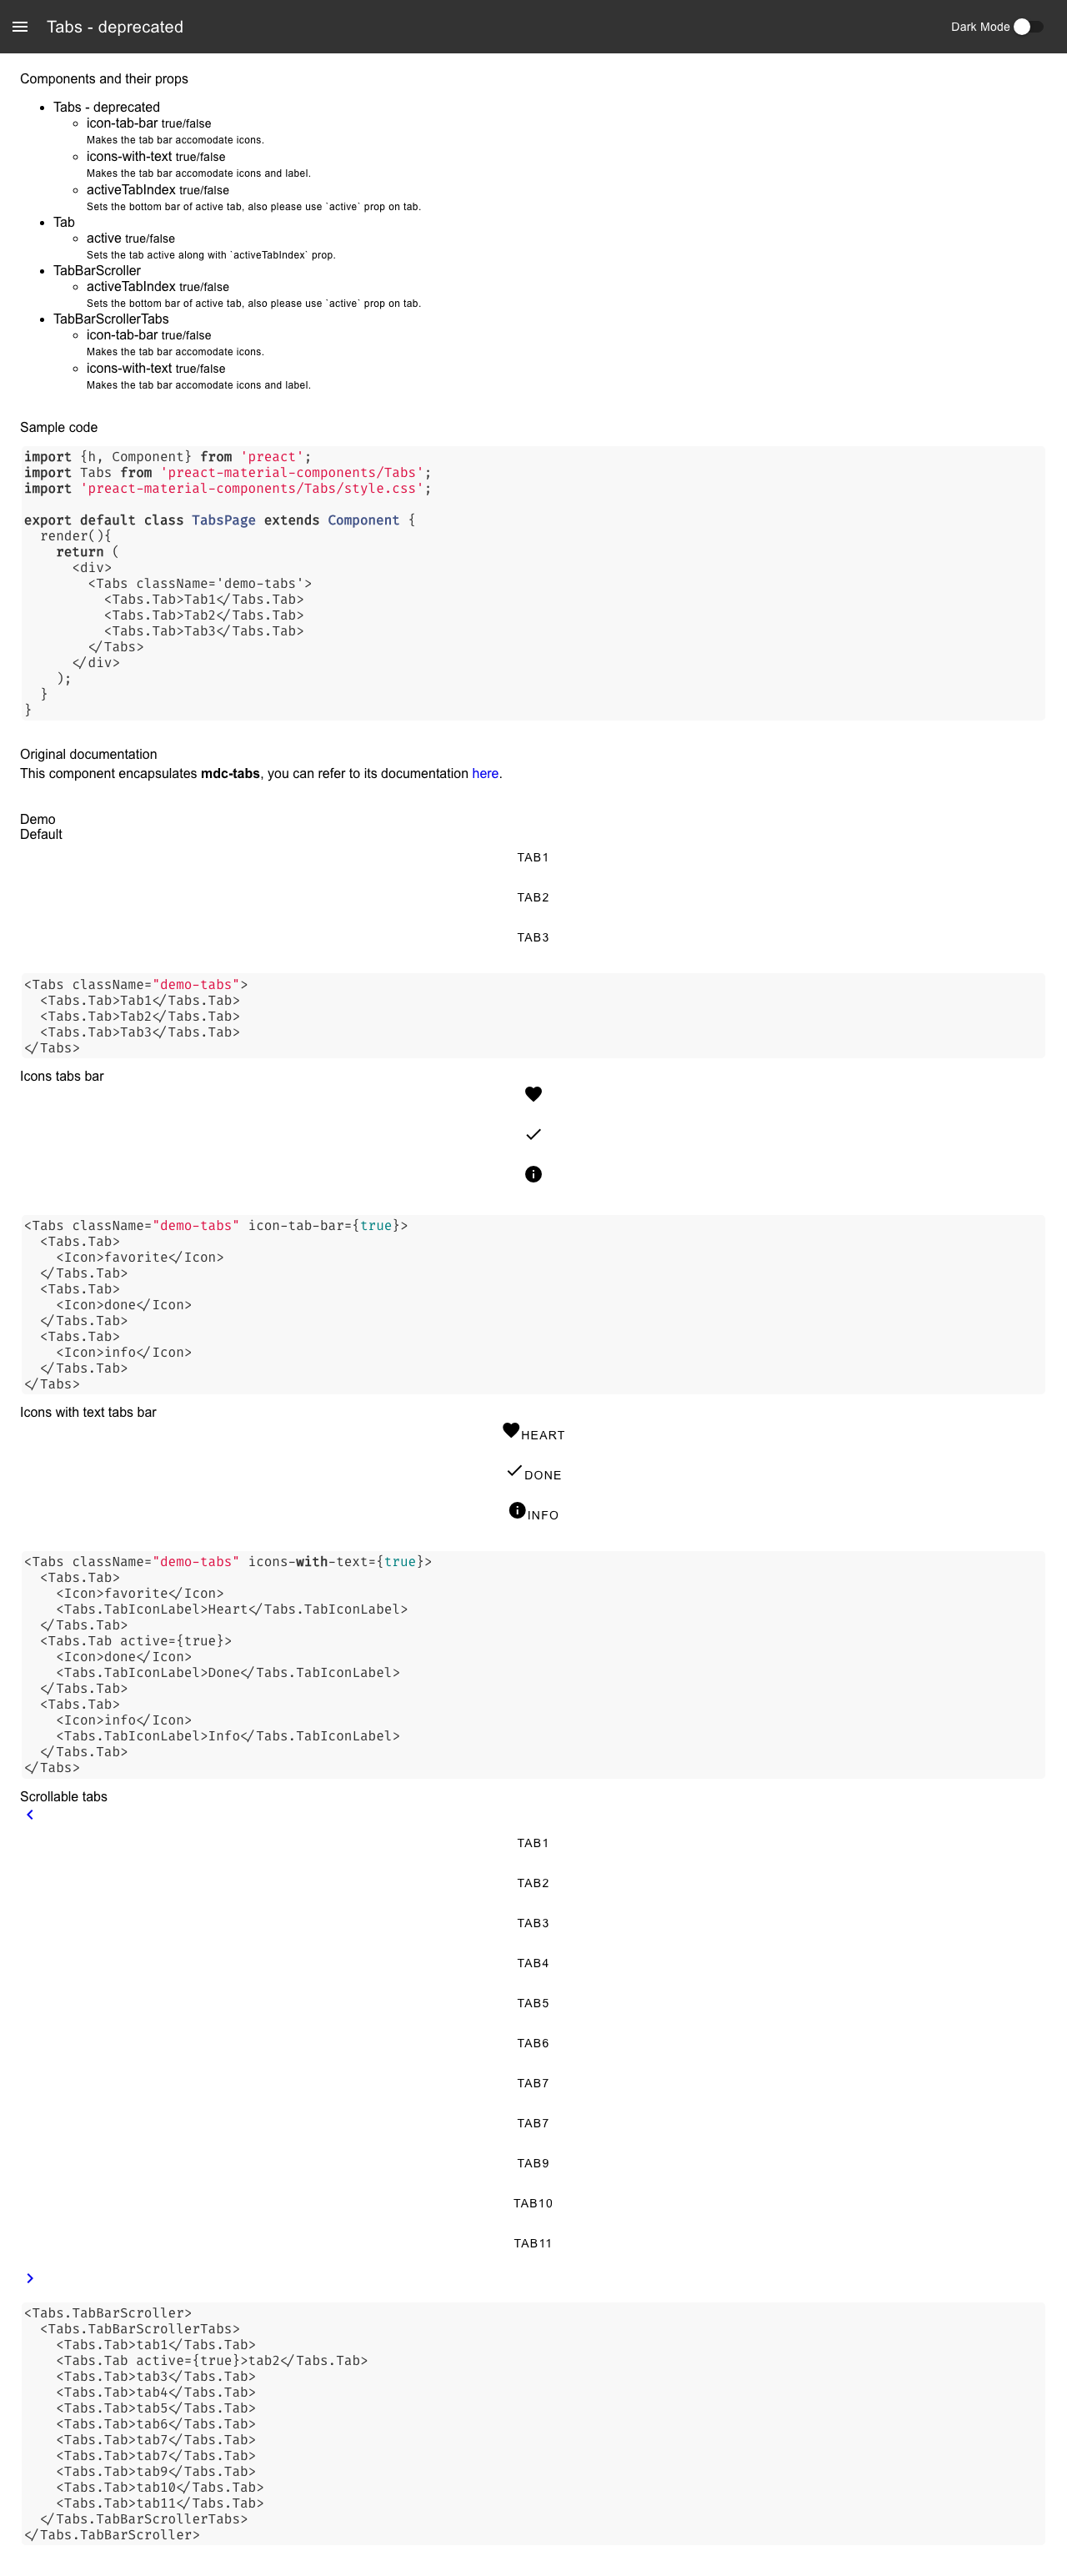 Tabs - deprecated
Dark Mode
Components and their props
Tabs - deprecated
icon-tab-bar true/false
Makes the tab bar accomodate icons.
icons-with-text true/false
Makes the tab bar accomodate icons and label.
activeTabIndex true/false
Sets the bottom bar of active tab, also please use `active` prop on tab.
Tab
active true/false
Sets the tab active along with `activeTabIndex` prop.
TabBarScroller
activeTabIndex true/false
Sets the bottom bar of active tab, also please use `active` prop on tab.
TabBarScrollerTabs
icon-tab-bar true/false
Makes the tab bar accomodate icons.
icons-with-text true/false
Makes the tab bar accomodate icons and label.
Sample code
import {h, Component} from 'preact';
import Tabs from 'preact-material-components/Tabs';
import 'preact-material-components/Tabs/style.css';
export default class TabsPage extends Component {
render(){
return (
<div>
<Tabs className='demo-tabs'>
<Tabs.Tab>Tab1</Tabs.Tab>
<Tabs.Tab>Tab2</Tabs.Tab>
<Tabs.Tab>Tab3</Tabs.Tab>
</Tabs>
</div>
);
}
}
Original documentation
This component encapsulates mdc-tabs, you can refer to its documentation here.
Demo
Default
TAB1
TAB2
TAB3
<Tabs className="demo-tabs">
<Tabs.Tab>Tab1</Tabs.Tab>
<Tabs.Tab>Tab2</Tabs.Tab>
<Tabs.Tab>Tab3</Tabs.Tab>
</Tabs>
Icons tabs bar
<Tabs className="demo-tabs" icon-tab-bar={true}>
<Tabs.Tab>
<Icon>favorite</Icon>
</Tabs.Tab>
<Tabs.Tab>
<Icon>done</Icon>
</Tabs.Tab>
<Tabs.Tab>
<Icon>info</Icon>
</Tabs.Tab>
</Tabs>
Icons with text tabs bar
HEART
DONE
INFO
<Tabs className="demo-tabs" icons-with-text={true}>
<Tabs.Tab>
<Icon>favorite</Icon>
<Tabs.TabIconLabel>Heart</Tabs.TabIconLabel>
</Tabs.Tab>
<Tabs.Tab active={true}>
<Icon>done</Icon>
<Tabs.TabIconLabel>Done</Tabs.TabIconLabel>
</Tabs.Tab>
<Tabs.Tab>
<Icon>info</Icon>
<Tabs.TabIconLabel>Info</Tabs.TabIconLabel>
</Tabs.Tab>
</Tabs>
Scrollable tabs
TAB1
TAB2
TAB3
TAB4
TAB5
TAB6
TAB7
TAB7
TAB9
TAB10
TAB11
<Tabs.TabBarScroller>
<Tabs.TabBarScrollerTabs>
<Tabs.Tab>tab1</Tabs.Tab>
<Tabs.Tab active={true}>tab2</Tabs.Tab>
<Tabs.Tab>tab3</Tabs.Tab>
<Tabs.Tab>tab4</Tabs.Tab>
<Tabs.Tab>tab5</Tabs.Tab>
<Tabs.Tab>tab6</Tabs.Tab>
<Tabs.Tab>tab7</Tabs.Tab>
<Tabs.Tab>tab7</Tabs.Tab>
<Tabs.Tab>tab9</Tabs.Tab>
<Tabs.Tab>tab10</Tabs.Tab>
<Tabs.Tab>tab11</Tabs.Tab>
</Tabs.TabBarScrollerTabs>
</Tabs.TabBarScroller>